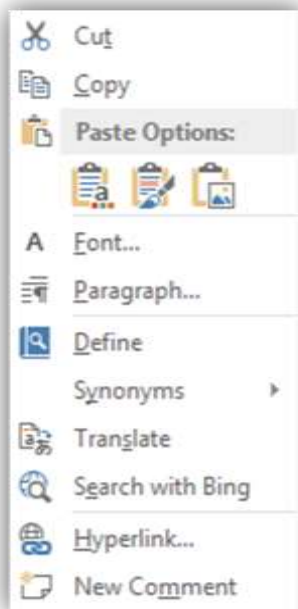 Cut
Copy
Paste Options:
Font...
Paragraph...
Define
Synonyms
Translate
Search with Bing
Hyperlink...
New Comment